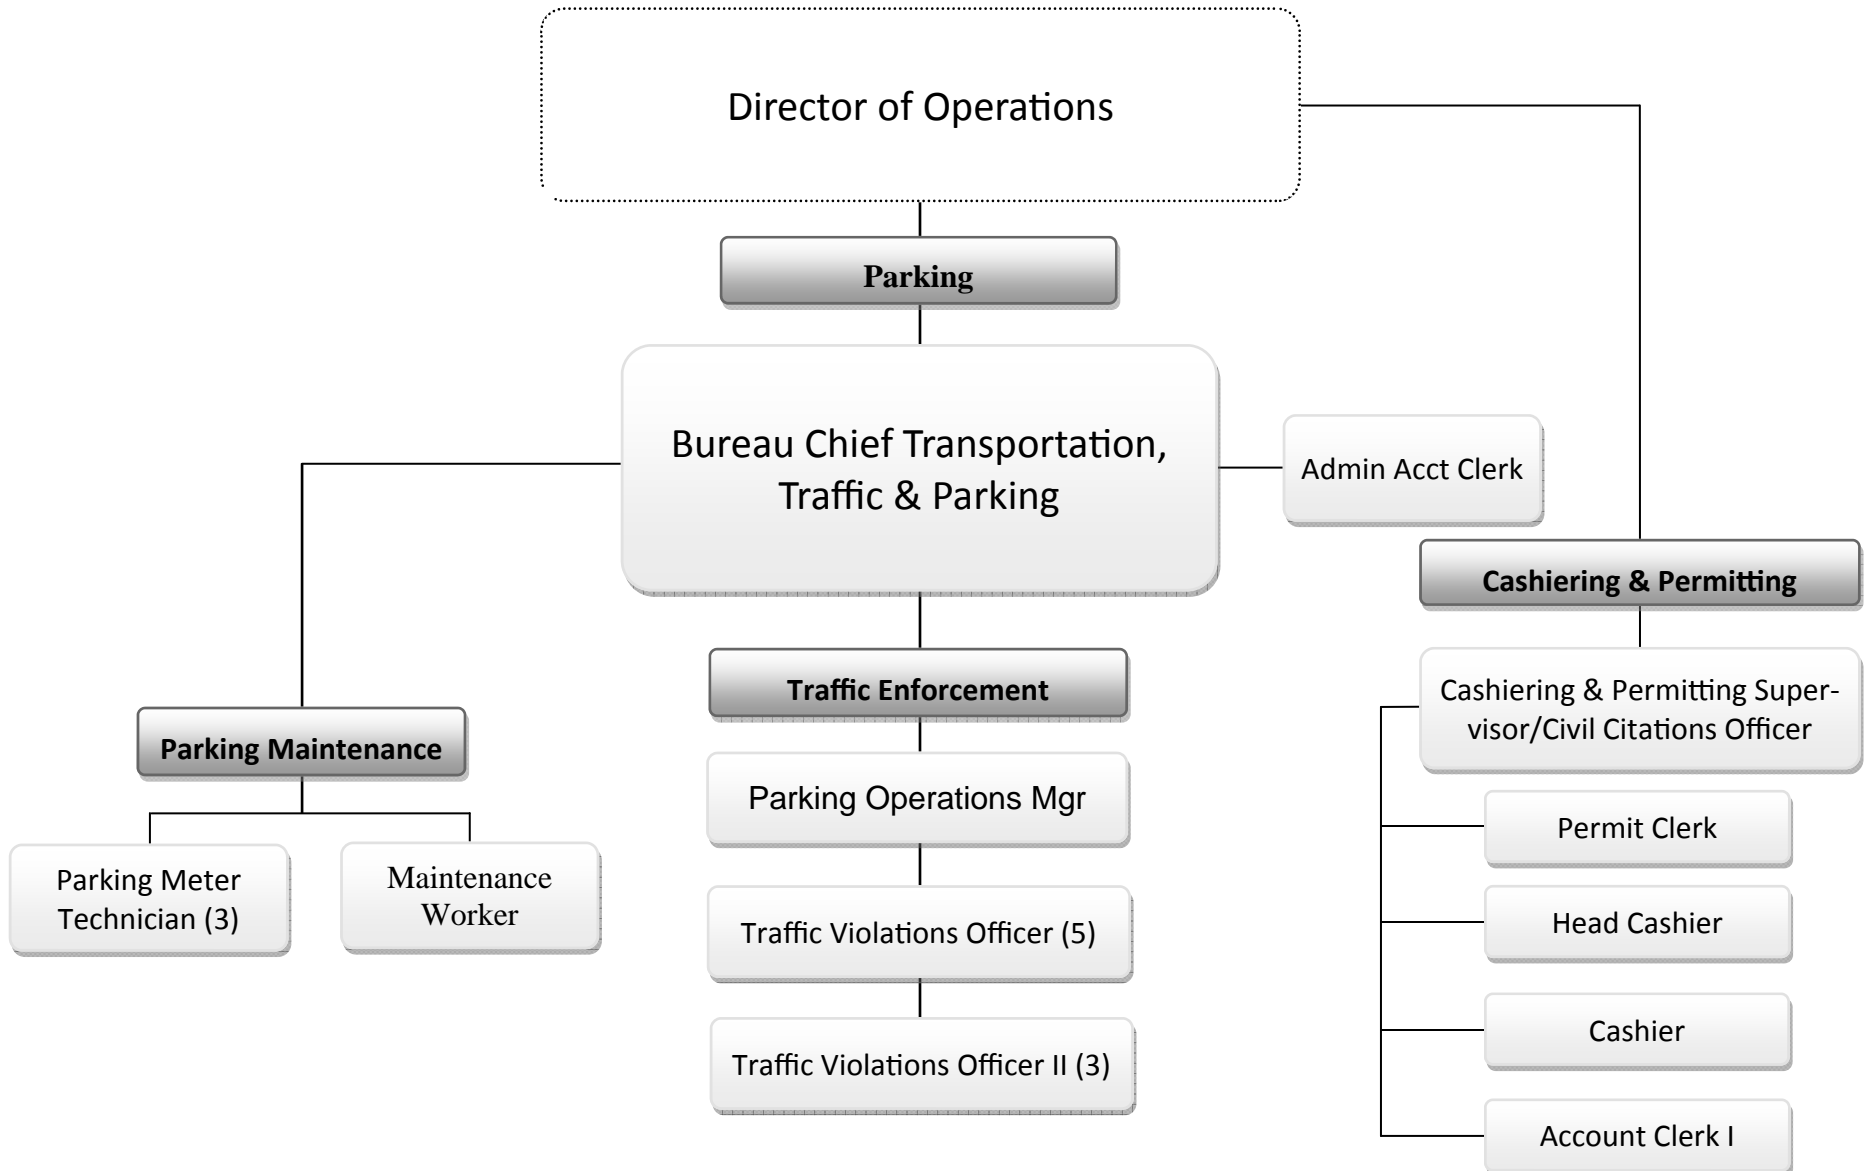 Director of Operations
Parking
Bureau Chief Transportation,
Traffic & Parking
Admin Acct Clerk
Cashiering & Permitting
Traffic Enforcement
Cashiering & Permitting Super-
visor/Civil Citations Officer
Parking Maintenance
Parking Operations Mgr
Permit Clerk
Parking Meter
Technician (3)
Maintenance
Worker
Head Cashier
Traffic Violations Officer (5)
Cashier
Traffic Violations Officer II (3)
Account Clerk I